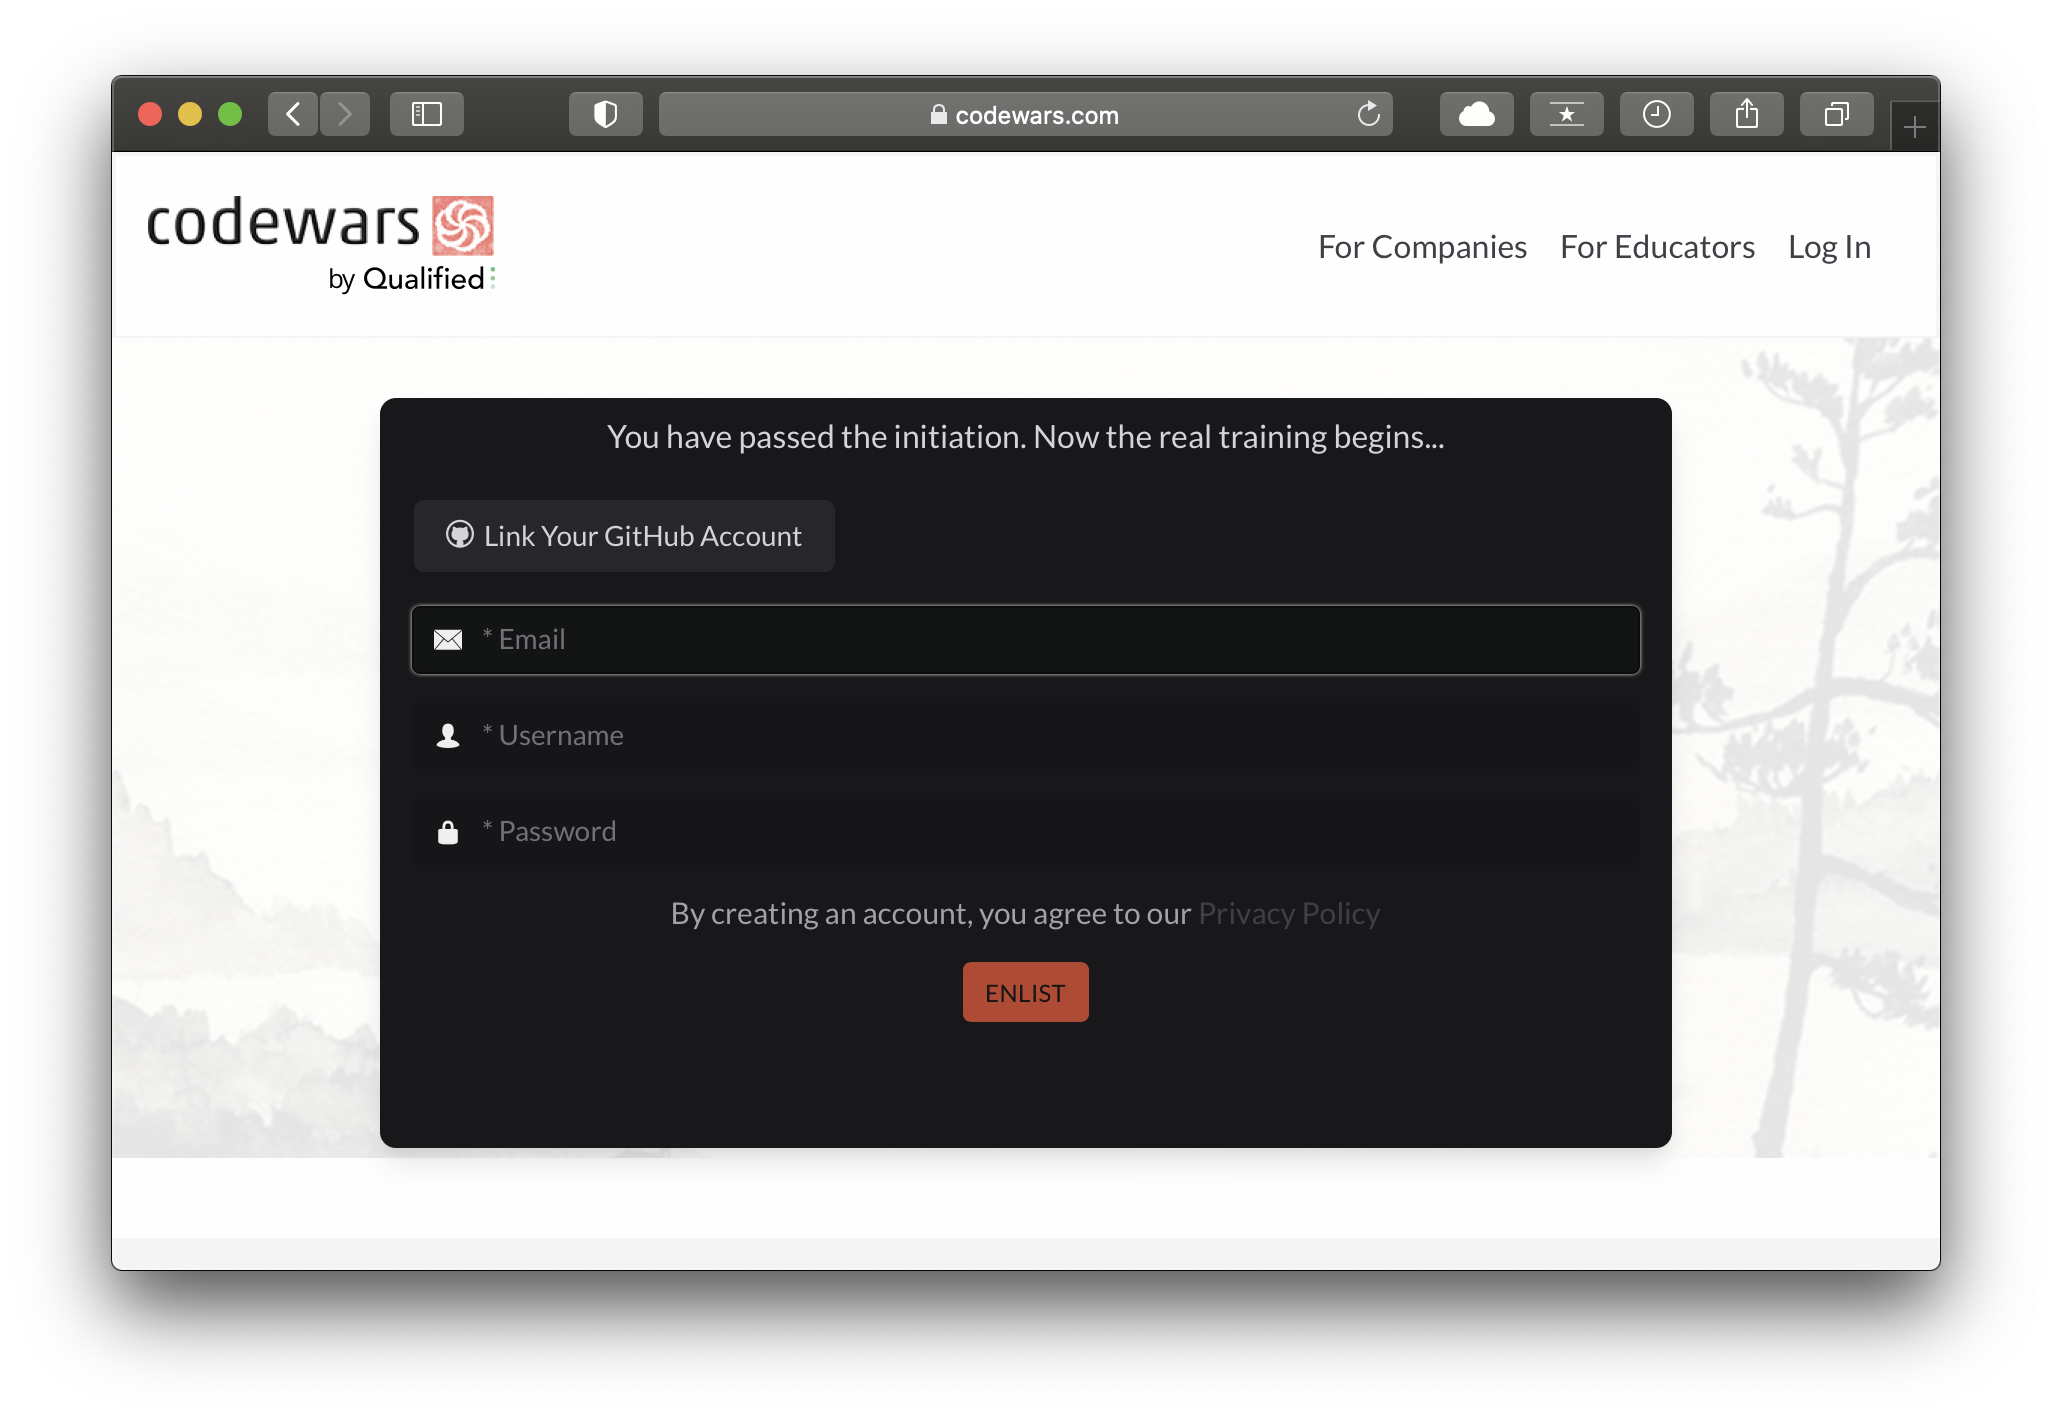 codewars.com
codewars
by Qualified
For Companies For Educators Log In
You have passed the initiation. Now the real training begins...
Link Your GitHub Account
* Email
* Username
* Password
By creating an account, you agree to our Privacy Policy
ENLIST